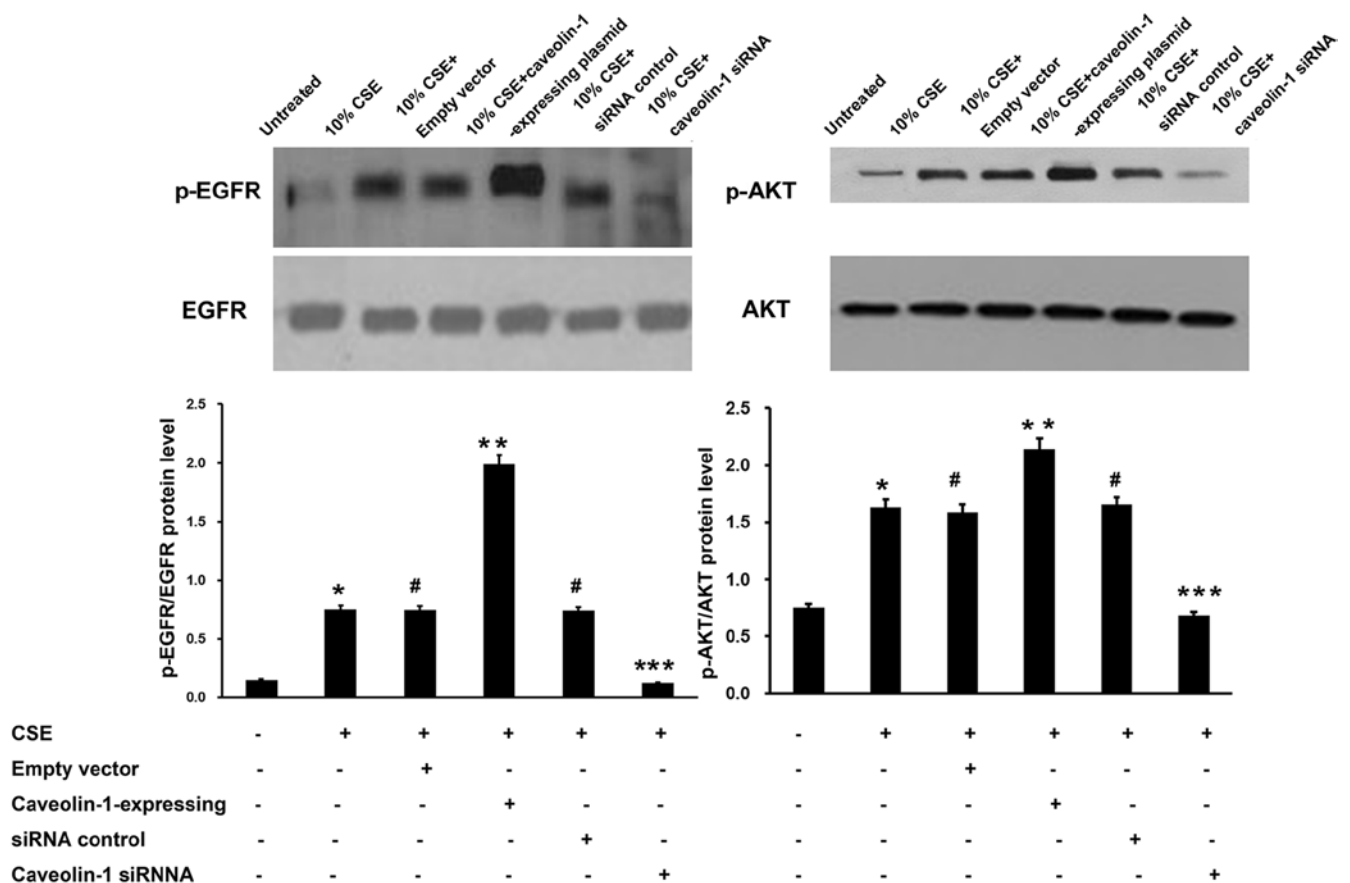 Untreated
10% CSE
10% CSE+
Empty vector
10% CSE+caveolin-1
-expressing plasmid
10% CSE+
siRNA control
10% CSE+
caveolin-1 siRNA
Untreated
10% CSE
10% CSE+
Empty vector
10% CSE+caveolin-1
-expressing plasmid
10% CSE+
siRNA control
10% CSE+
caveolin-1 siRNA
p-EGFR
p-AKT
EGFR
AKT
p-EGFR/EGFR protein level
2.5
2.0
1.5
1.0
0.5
0.0
*
#
**
#
***
p-AKT/AKT protein level
2.5
2.0
1.5
1.0
0.5
0.0
*
#
**
#
***
CSE - + + + + + - + + + + +
Empty vector - - + - - - - - + - - -
Caveolin-1-expressing - - - + - - - - - + - -
siRNA control - - - - + - - - - - + -
Caveolin-1 siRNNA - - - - - + - - - - - +